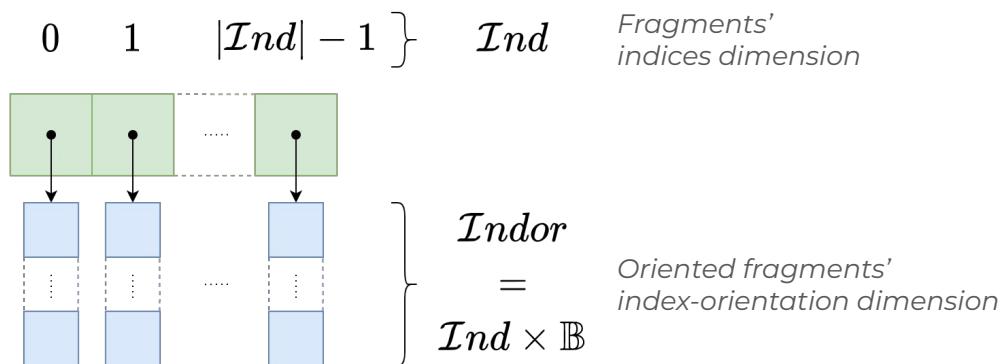 0 1 |Ind| − 1 Ind Fragments’
indices dimension
.....
Indor
..... ..... ..... = Oriented fragments’
index-orientation dimension
Ind × 𝔹